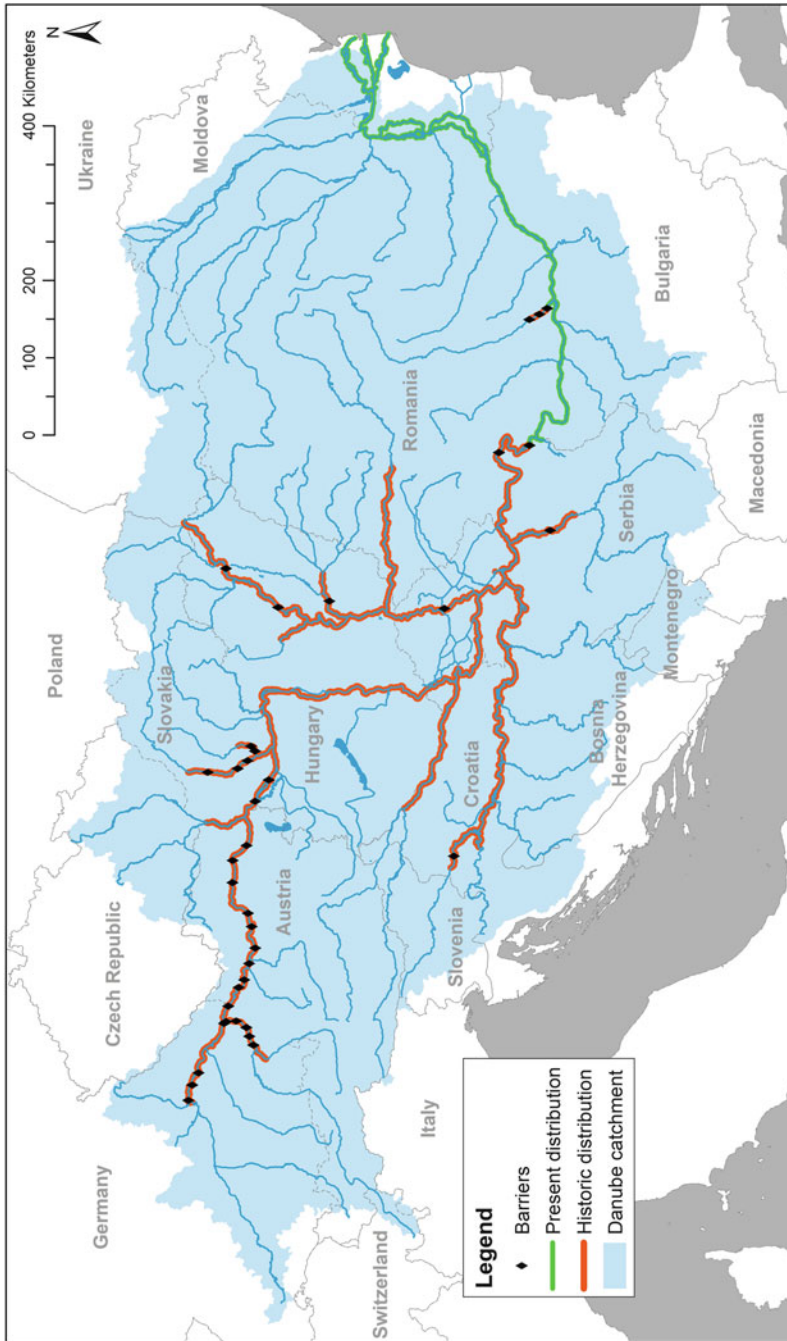 Ukraine
Moldova
Poland
Slovakia
Czech Republic
Germany
Austria
Hungary
Romania
Switzerland
Italy
Slovenia
Croatia
Bosnia
Herzegovina
Serbia
Montenegro
Macedonia
Bulgaria
0 100 200 400 Kilometers
N
Legend
Barriers
Present distribution
Historic distribution
Danube catchment